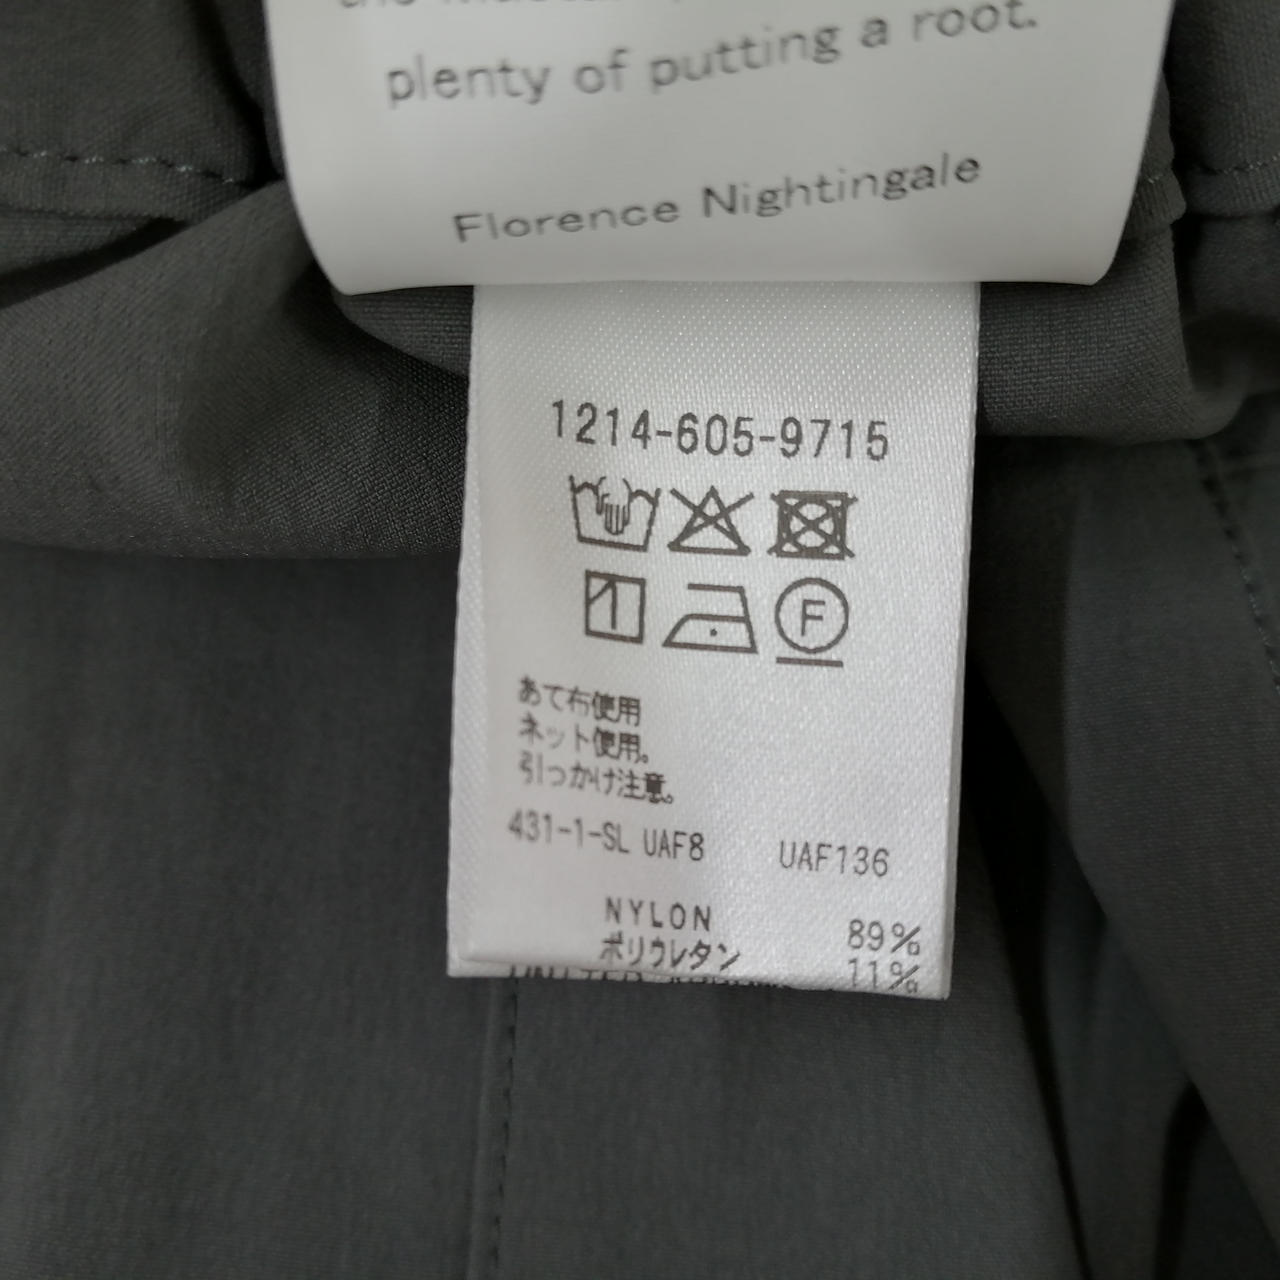 plenty of putting a root.
Florence Nightingale
1214-605-9715
F
あて布使用
ネット使用。
引っかけ注意。
431-1-SL UAF8 UAF136
NYLON 89%
ポリウレタン 11%